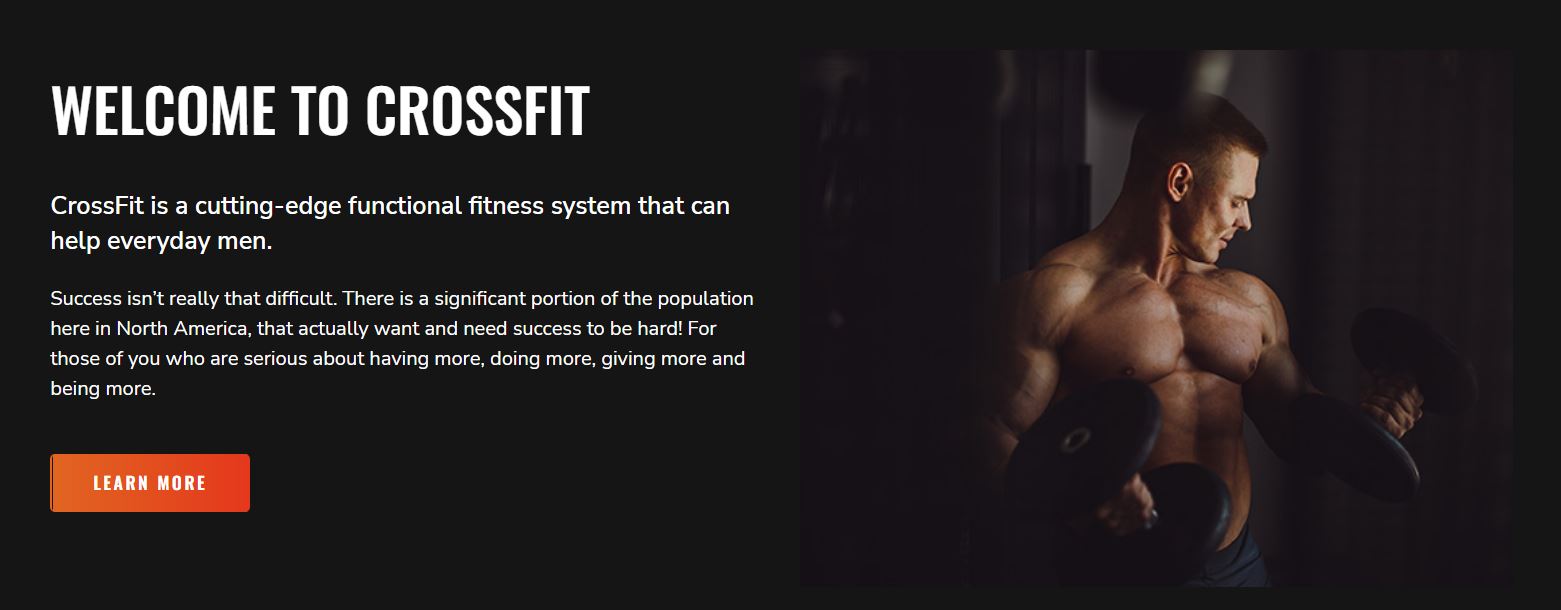 WELCOME TO CROSSFIT
CrossFit is a cutting-edge functional fitness system that can
help everyday men.
Success isn’t really that difficult. There is a significant portion of the population
here in North America, that actually want and need success to be hard! For
those of you who are serious about having more, doing more, giving more and
being more.
LEARN MORE